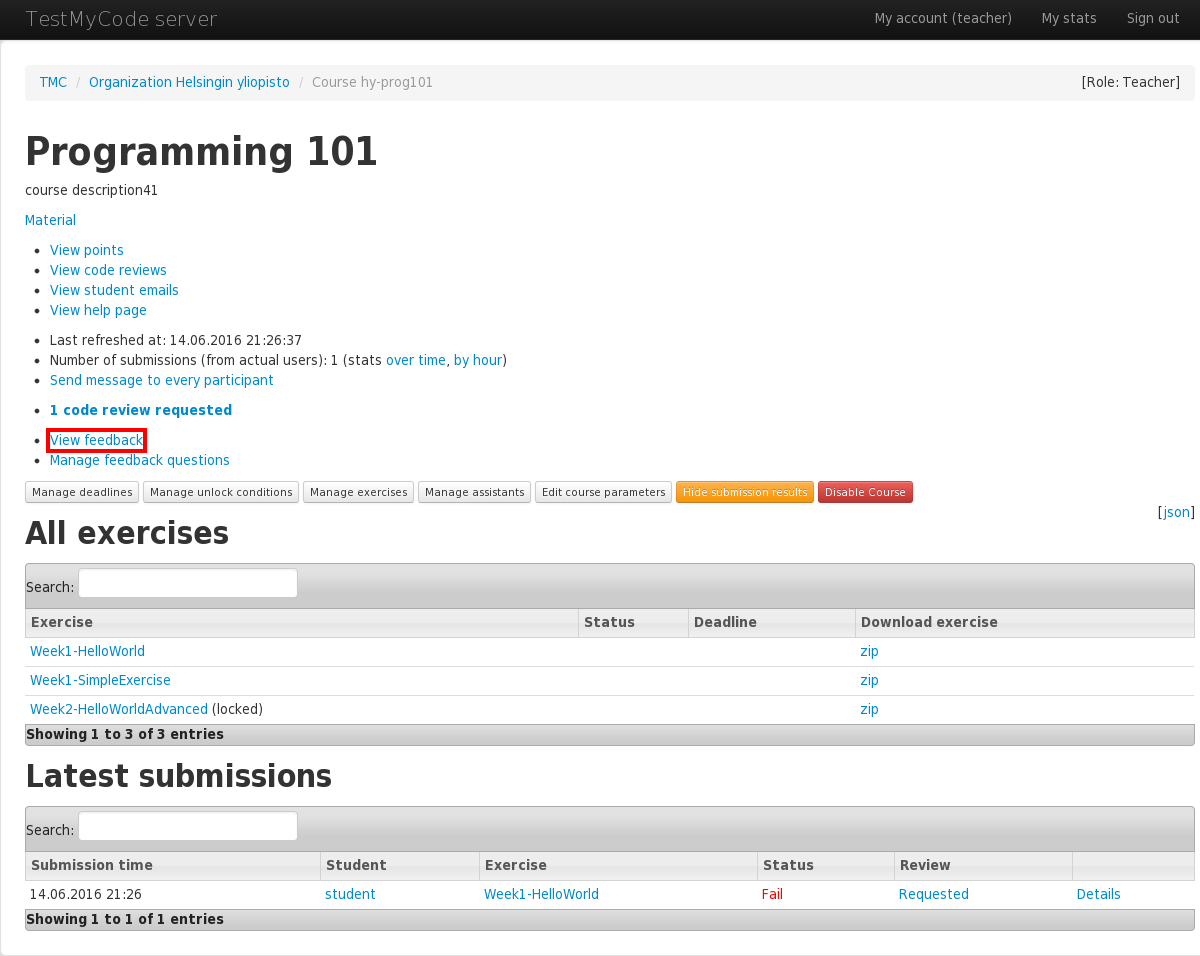 TestMyCode server My account (teacher) My stats Sign out
TMC / Organization Helsingin yliopisto / Course hy-prog101 [Role: Teacher]
Programming 101
course description41
Material
• View points
• View code reviews
• View student emails
• View help page
• Last refreshed at: 14.06.2016 21:26:37
• Number of submissions (from actual users): 1 (stats over time, by hour)
• Send message to every participant
• 1 code review requested
• View feedback
• Manage feedback questions
Manage deadlines Manage unlock conditions Manage exercises Manage assistants Edit course parameters Hide submission results Disable Course
[json]
All exercises
Search:
Exercise Status Deadline Download exercise
Week1-HelloWorld zip
Week1-SimpleExercise zip
Week2-HelloWorldAdvanced (locked) zip
Showing 1 to 3 of 3 entries
Latest submissions
Search:
Submission time Student Exercise Status Review
14.06.2016 21:26 student Week1-HelloWorld Fail Requested Details
Showing 1 to 1 of 1 entries